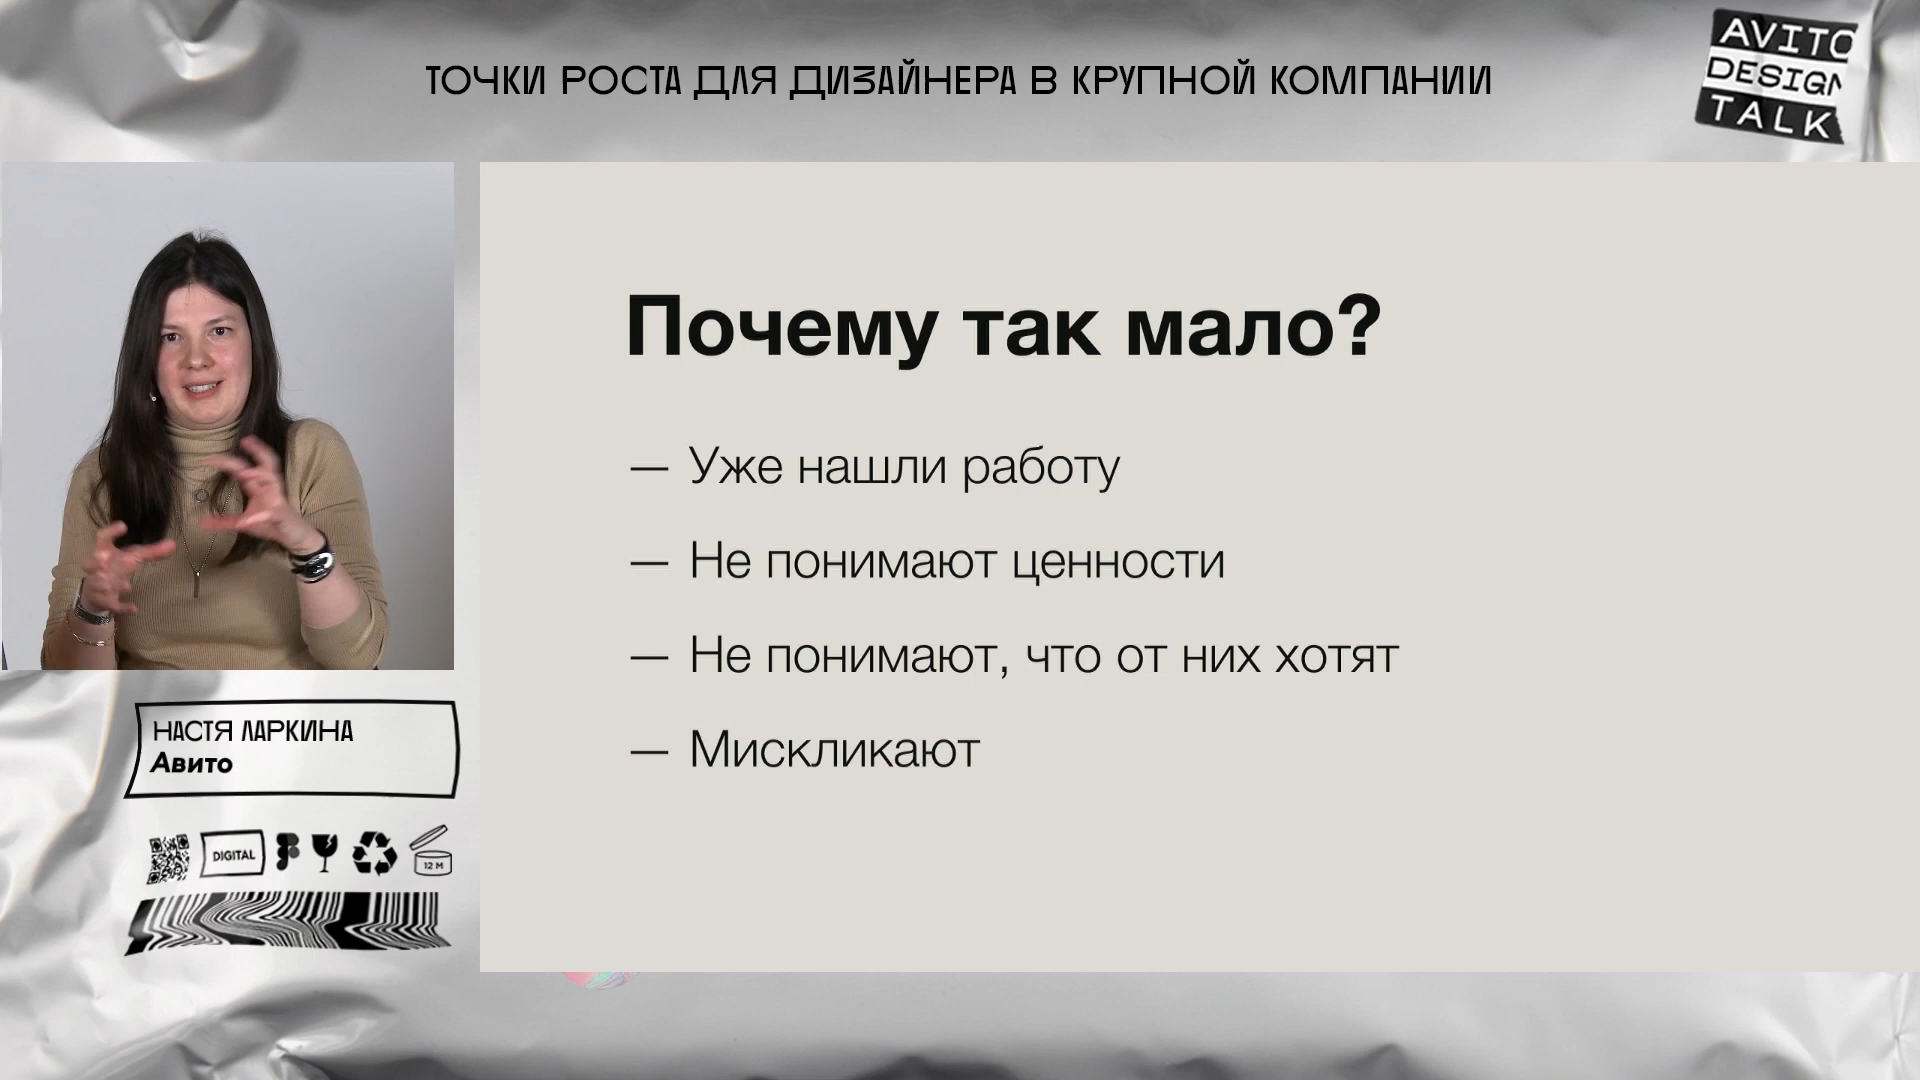 ТОЧКИ РОСТА ДЛЯ ДИЗАЙНЕРА В КРУПНОЙ КОМПАНИИ
AVITO
DESIGN
TALK
Почему так мало?
— Уже нашли работу
— Не понимают ценности
— Не понимают, что от них хотят
— Мискликают
НАСТЯ ЛАРКИНА
Авито
DIGITAL
12 M